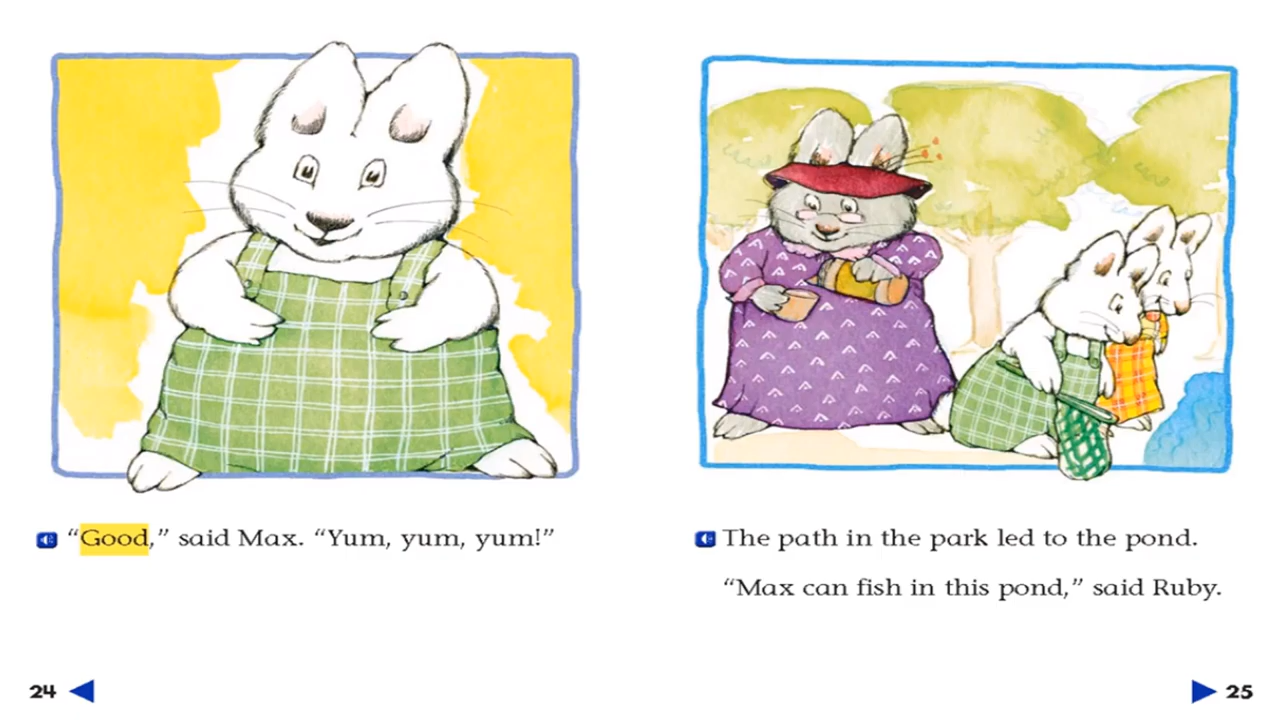 “Good,” said Max. “Yum, yum, yum!”
The path in the park led to the pond.
“Max can fish in this pond,” said Ruby.
24
25